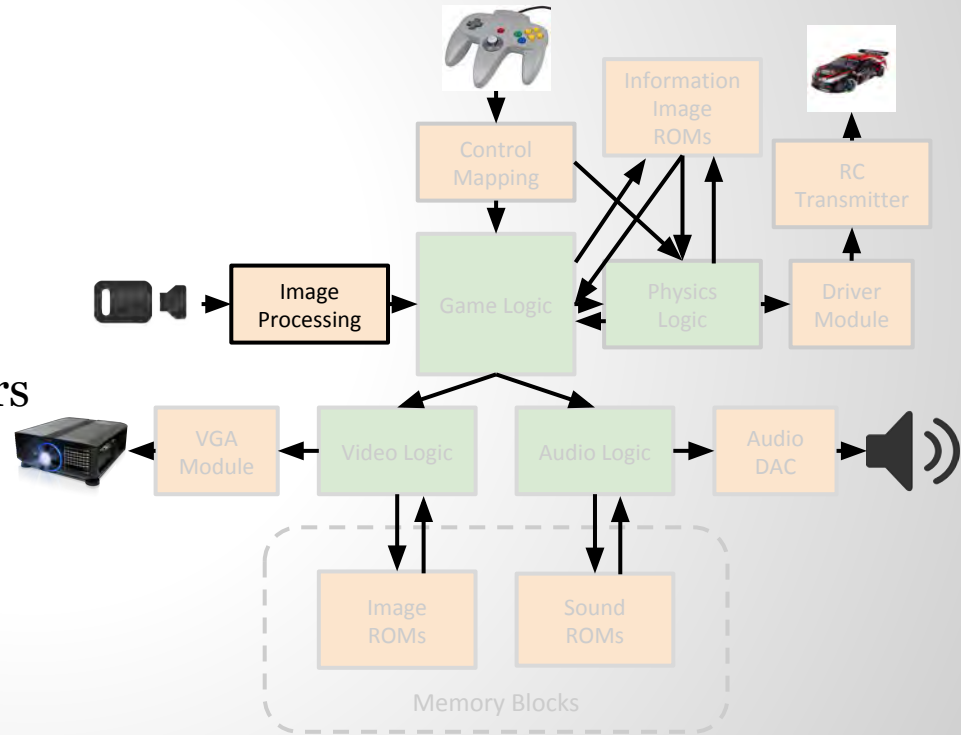 Information
Image
ROMs
Control
Mapping
RC
Transmitter
Image
Processing
Game Logic
Physics
Logic
Driver
Module
rs
VGA
Module
Video Logic
Audio Logic
Audio
DAC
Image
ROMs
Sound
ROMs
Memory Blocks